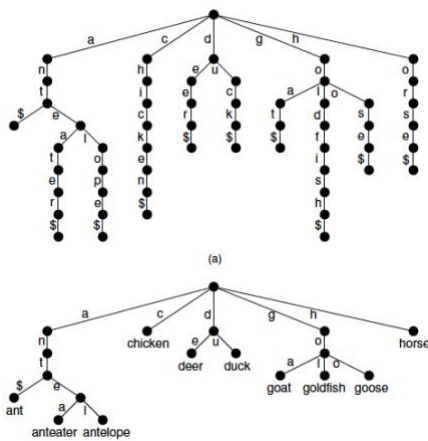 a c d g h
n h e u o o
t i e c a l o r
$ e c r k t d s s
a l k $ $ $ f e e
t o e i $ $
e p n s
r e $ h
$ $ $
(a)
a c d g h
n chicken o horse
t e u a l o
$ e deer duck goat goldfish goose
ant a l
anteater antelope